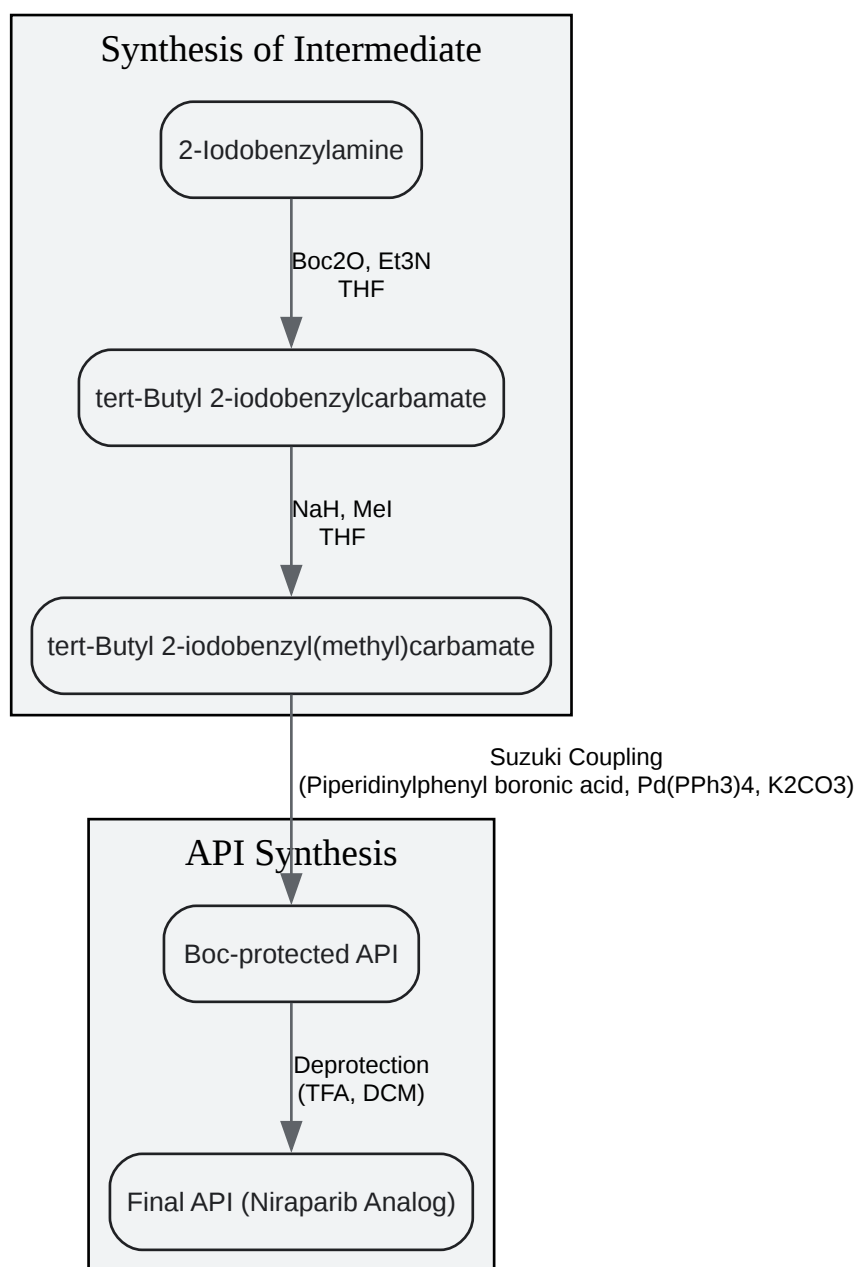 Synthesis of Intermediate
2-Iodobenzylamine
Boc2O, Et3N
THF
tert-Butyl 2-iodobenzylcarbamate
NaH, MeI
THF
tert-Butyl 2-iodobenzyl(methyl)carbamate
Suzuki Coupling
(Piperidinylphenyl boronic acid, Pd(PPh3)4, K2CO3)
API Synthesis
Boc-protected API
Deprotection
(TFA, DCM)
Final API (Niraparib Analog)